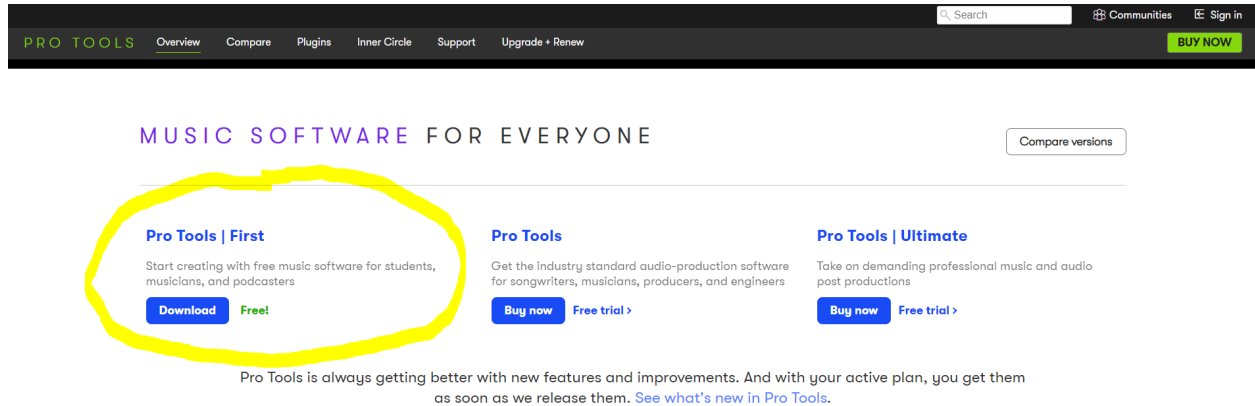 Search
Communities
Sign in
PRO TOOLS
Overview
Compare
Plugins
Inner Circle
Support
Upgrade + Renew
BUY NOW
MUSIC SOFTWARE FOR EVERYONE
Compare versions
Pro Tools | First
Start creating with free music software for students,
musicians, and podcasters
Download
Free!
Pro Tools
Get the industry standard audio-production software
for songwriters, musicians, producers, and engineers
Buy now
Free trial ›
Pro Tools | Ultimate
Take on demanding professional music and audio
post productions
Buy now
Free trial ›
Pro Tools is always getting better with new features and improvements. And with your active plan, you get them
as soon as we release them. See what's new in Pro Tools.